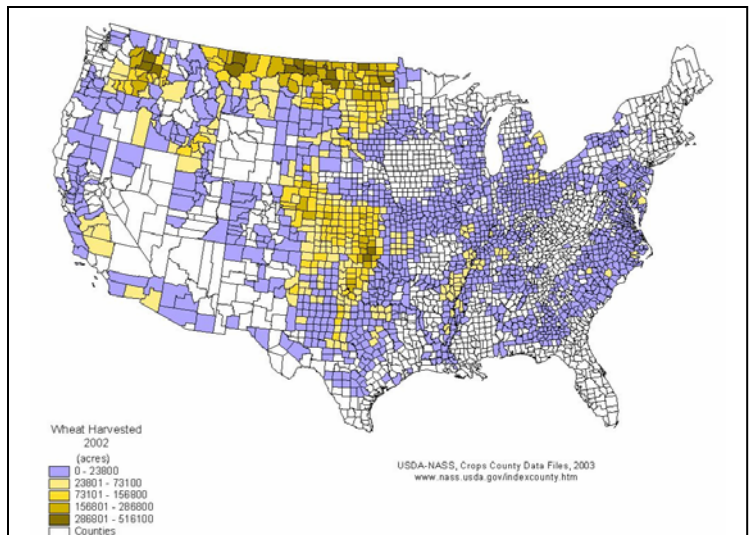 Wheat Harvested
2002
(acres)
0 - 23800
23801 - 73100
73101 - 156800
156801 - 286800
286801 - 516100
Counties
USDA-NASS, Crops County Data Files, 2003
www.nass.usda.gov/indexcounty.htm